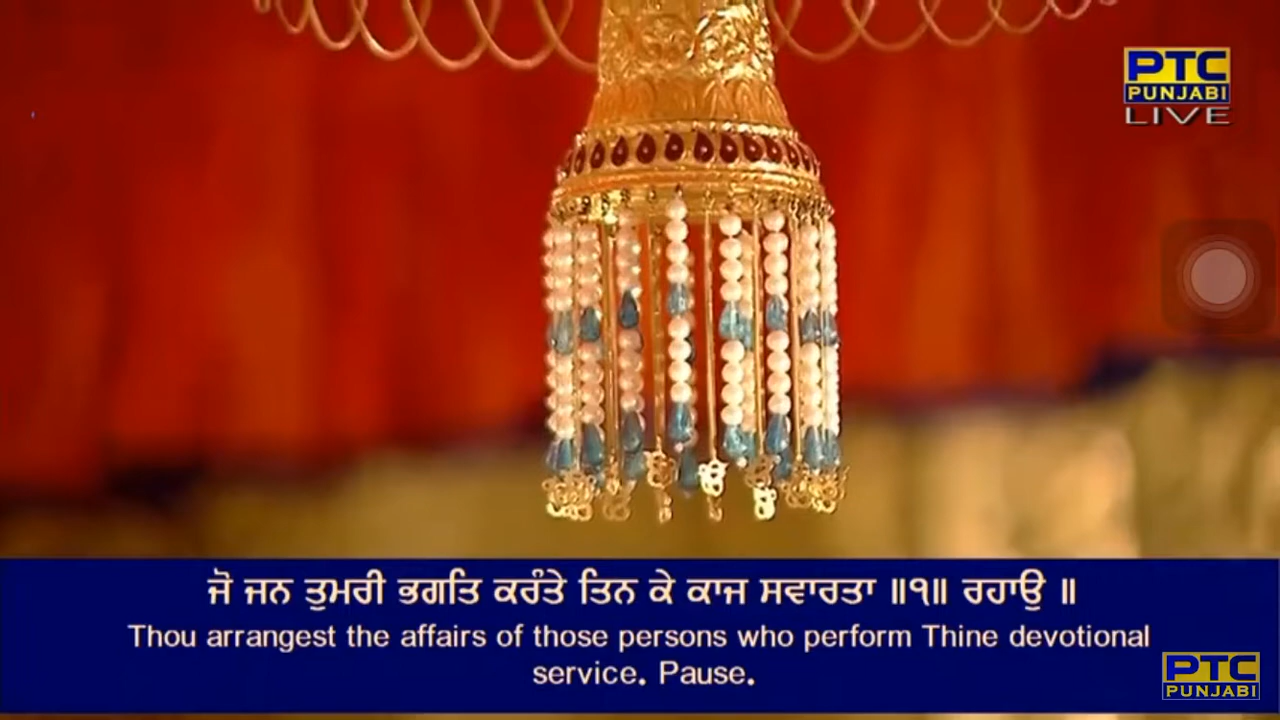 PTC
PUNJABI
LIVE
ਜੋ ਜਨ ਤੁਮਰੀ ਭਗਤਿ ਕਰੰਤੇ ਤਿਨ ਕੇ ਕਾਜ ਸਵਾਰਤਾ ॥੧॥ ਰਹਾਉ ॥
Thou arrangest the affairs of those persons who perform Thine devotional
service. Pause.
PTC
PUNJABI